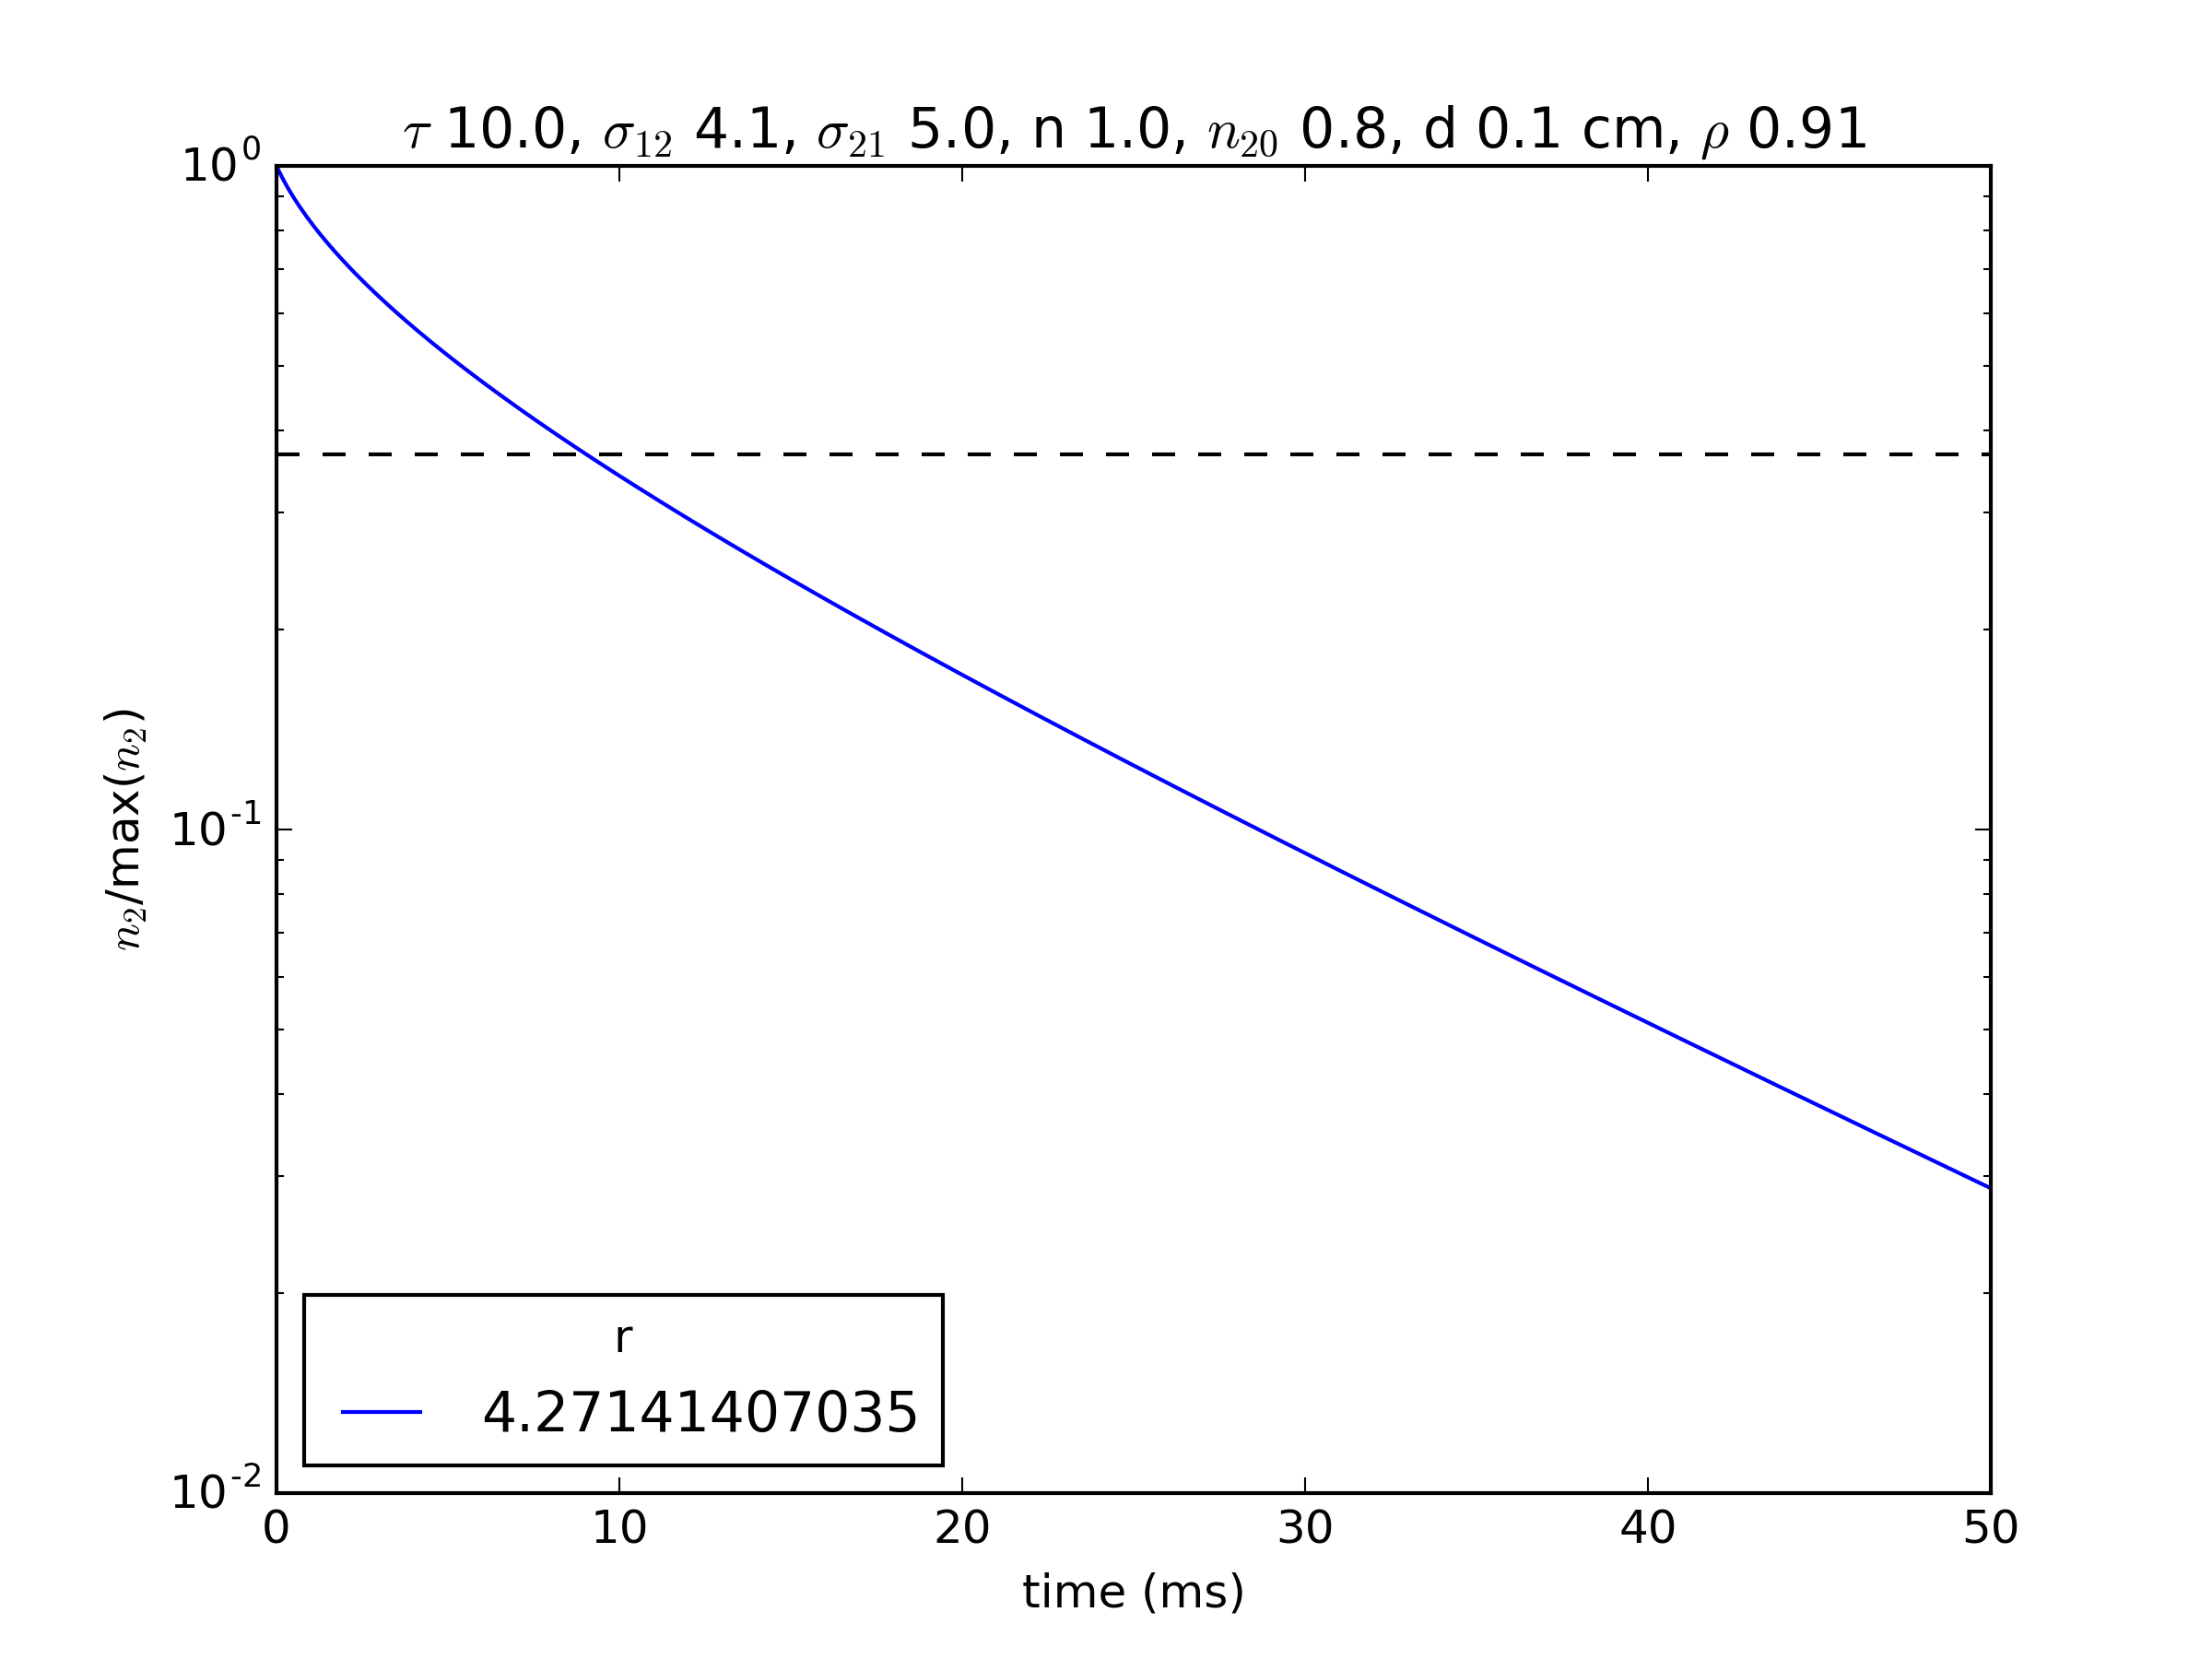 τ 10.0, σ₁₂ 4.1, σ₂₁ 5.0, n 1.0, n₂₀ 0.8, d 0.1 cm, ρ 0.91
10⁰
10⁻¹
10⁻²
n₂/max(n₂)
r
4.27141407035
0 10 20 30 40 50
time (ms)